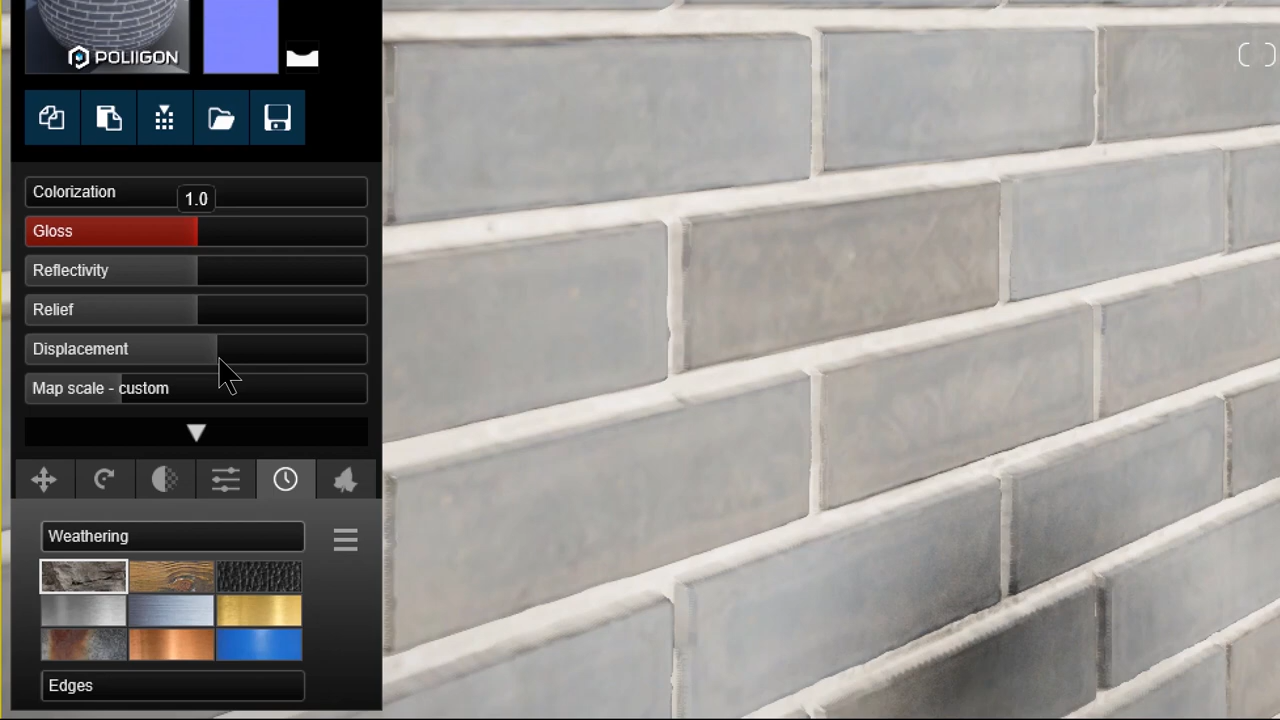 POLIIGON
Colorization
1.0
Gloss
Reflectivity
Relief
Displacement
Map scale - custom
Weathering
Edges